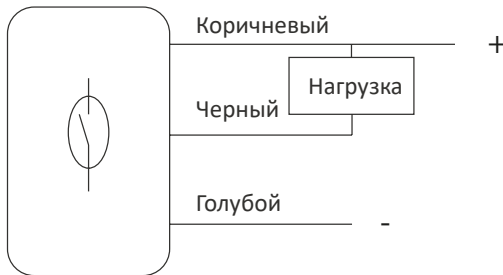 Коричневый
+
Нагрузка
Черный
Голубой
-